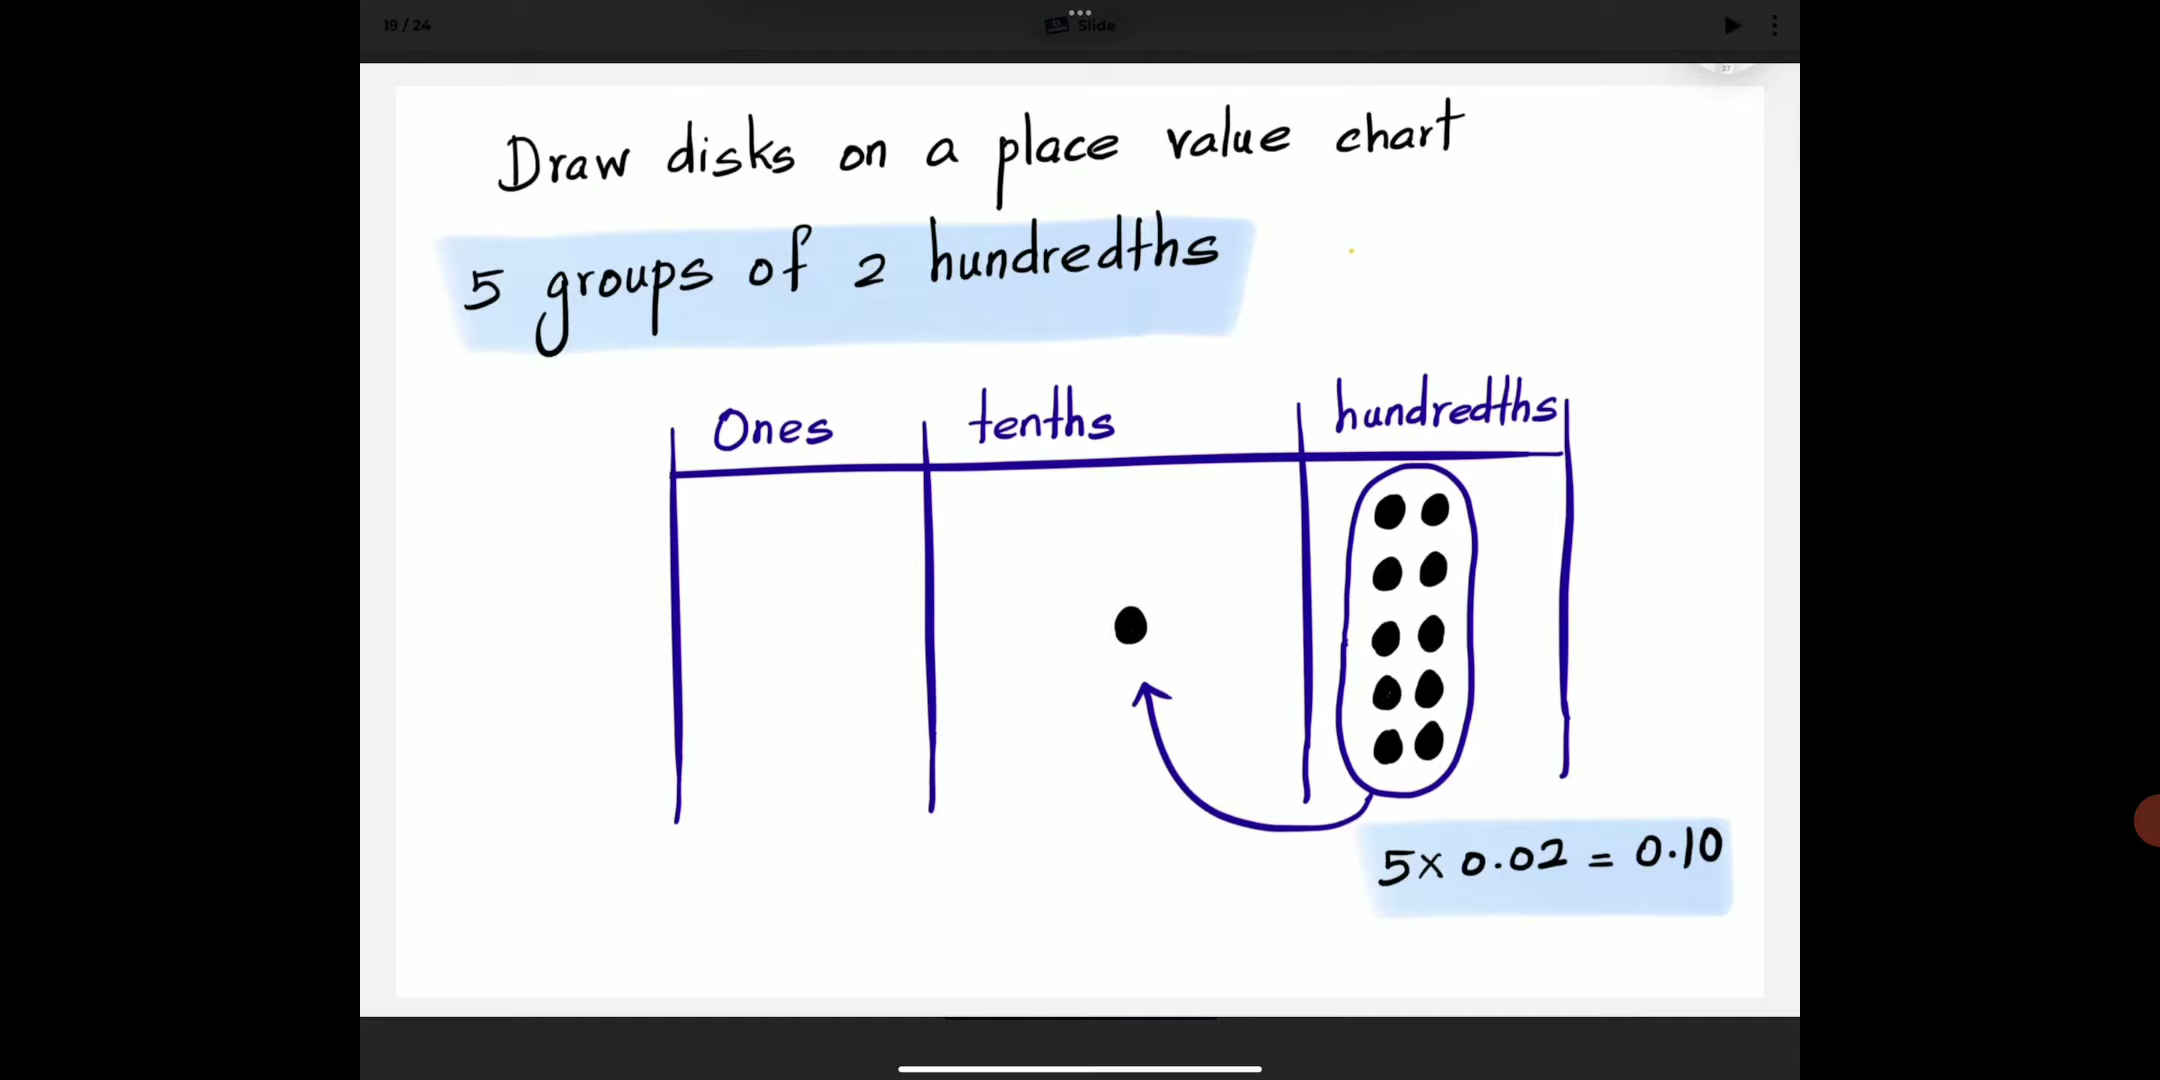 19 / 24
Slide
27
Draw disks on a place value chart
5 groups of 2 hundredths
Ones tenths hundredths
5 x 0.02 = 0.10